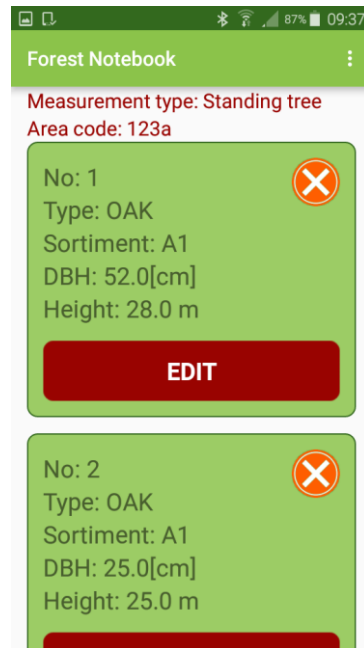 87% 09:37
Forest Notebook
Measurement type: Standing tree
Area code: 123a
No: 1
Type: OAK
Sortiment: A1
DBH: 52.0[cm]
Height: 28.0 m
EDIT
No: 2
Type: OAK
Sortiment: A1
DBH: 25.0[cm]
Height: 25.0 m